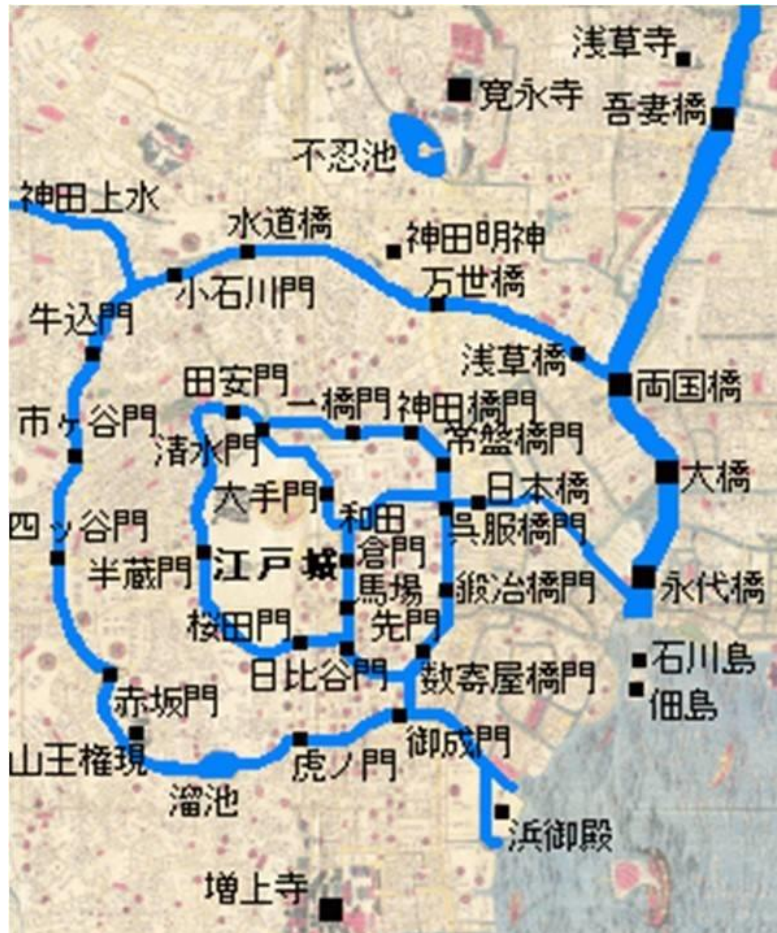 浅草寺
寛永寺
吾妻橋
不忍池
神田上水
水道橋
神田明神
小石川門
万世橋
牛込門
浅草橋
田安門
両国橋
一橋門
神田橋門
市ヶ谷門
清水門
常盤橋門
大橋
大手門
日本橋
四ッ谷門
和田
倉門
呉服橋門
半蔵門
江戸城
馬場
先門
鍛冶橋門
永代橋
桜田門
日比谷門
数寄屋橋門
石川島
佃島
赤坂門
山王権現
虎ノ門
御成門
溜池
浜御殿
増上寺